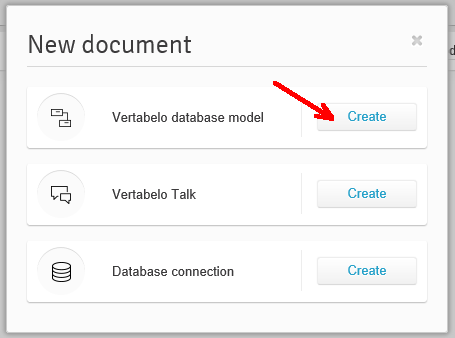 New document
Vertabelo database model
Create
Vertabelo Talk
Create
Database connection
Create